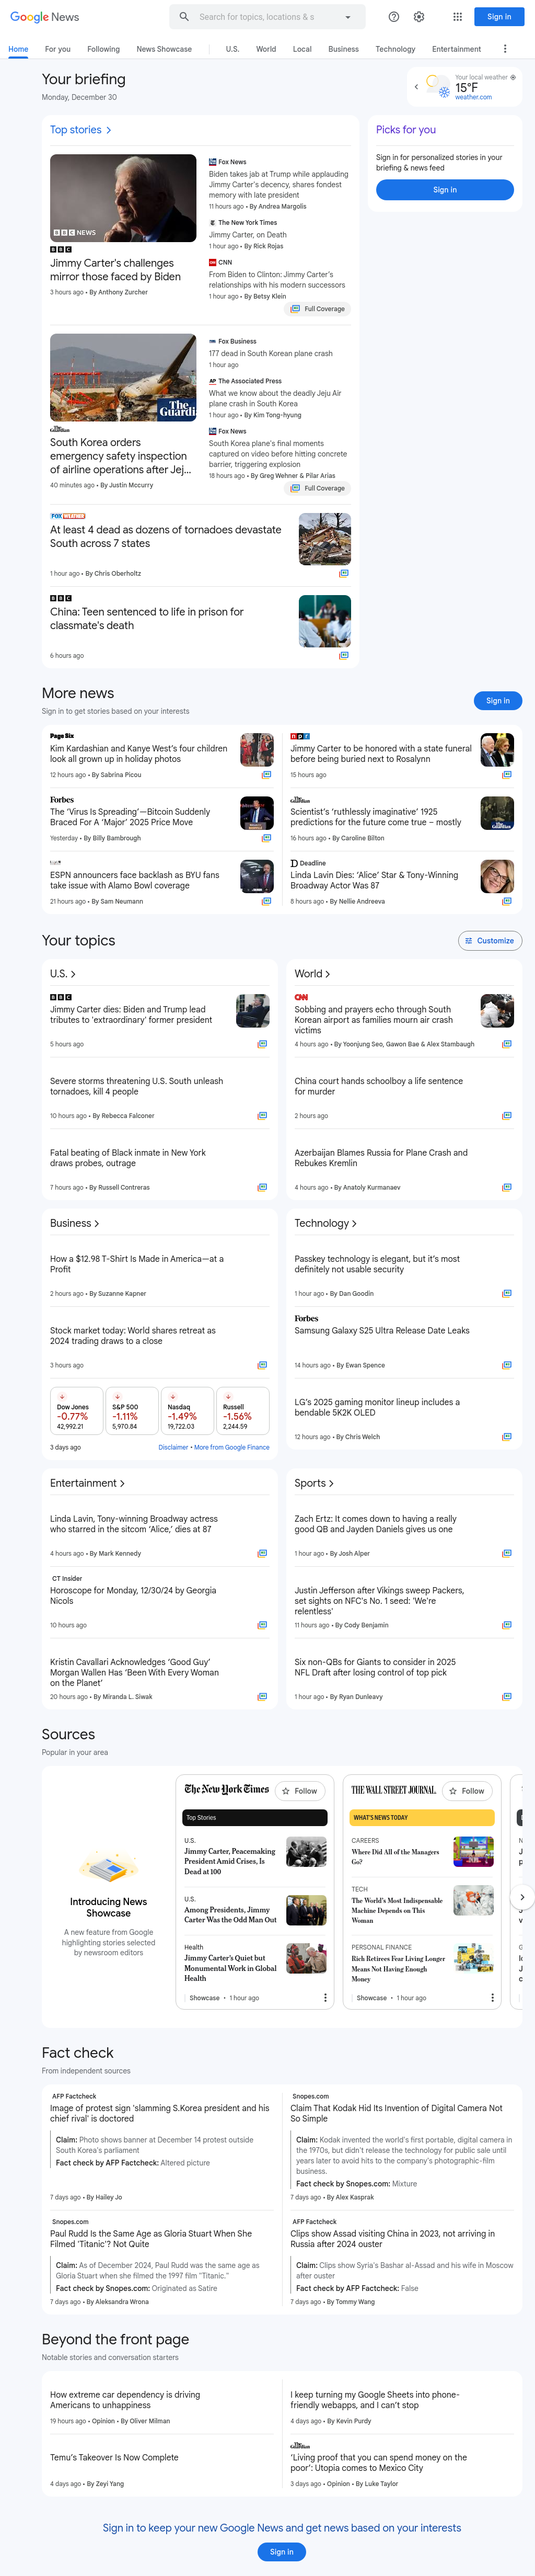 Google News
Search for topics, locations & s
Sign in
Home
For you
Following
News Showcase
U.S.
World
Local
Business
Technology
Entertainment
Your briefing
Monday, December 30
Your local weather
15°F
weather.com
Top stories
BBC NEWS
BBC
Jimmy Carter's challenges
mirror those faced by Biden
3 hours ago • By Anthony Zurcher
Fox News
Biden takes jab at Trump while applauding
Jimmy Carter's decency, shares fondest
memory with late president
11 hours ago • By Andrea Margolis
The New York Times
Jimmy Carter, on Death
1 hour ago • By Rick Rojas
CNN
From Biden to Clinton: Jimmy Carter's
relationships with his modern successors
1 hour ago • By Betsy Klein
Full Coverage
Picks for you
Sign in for personalized stories in your
briefing & news feed
Sign in
The Guardi
The Guardian
South Korea orders
emergency safety inspection
of airline operations after Jej...
40 minutes ago • By Justin Mccurry
Fox Business
177 dead in South Korean plane crash
1 hour ago
AP The Associated Press
What we know about the deadly Jeju Air
plane crash in South Korea
1 hour ago • By Kim Tong-hyung
Fox News
South Korea plane's final moments
captured on video before hitting concrete
barrier, triggering explosion
18 hours ago • By Greg Wehner & Pilar Arias
Full Coverage
FOX WEATHER
At least 4 dead as dozens of tornadoes devastate
South across 7 states
1 hour ago • By Chris Oberholtz
BBC
China: Teen sentenced to life in prison for
classmate's death
6 hours ago
More news
Sign in to get stories based on your interests
Sign in
Page Six
Kim Kardashian and Kanye West's four children
look all grown up in holiday photos
12 hours ago • By Sabrina Picou
npr
Jimmy Carter to be honored with a state funeral
before being buried next to Rosalynn
15 hours ago
Forbes
The 'Virus Is Spreading'—Bitcoin Suddenly
Braced For A 'Major' 2025 Price Move
Yesterday • By Billy Bambrough
The Guardian
Scientist's 'ruthlessly imaginative' 1925
predictions for the future come true – mostly
16 hours ago • By Caroline Bilton
ESPN announcers face backlash as BYU fans
take issue with Alamo Bowl coverage
21 hours ago • By Sam Neumann
D Deadline
Linda Lavin Dies: 'Alice' Star & Tony-Winning
Broadway Actor Was 87
8 hours ago • By Nellie Andreeva
Your topics
Customize
U.S.
BBC
Jimmy Carter dies: Biden and Trump lead
tributes to 'extraordinary' former president
5 hours ago
Severe storms threatening U.S. South unleash
tornadoes, kill 4 people
10 hours ago • By Rebecca Falconer
Fatal beating of Black inmate in New York
draws probes, outrage
7 hours ago • By Russell Contreras
World
CNN
Sobbing and prayers echo through South
Korean airport as families mourn air crash
victims
4 hours ago • By Yoonjung Seo, Gawon Bae & Alex Stambaugh
China court hands schoolboy a life sentence
for murder
2 hours ago
Azerbaijan Blames Russia for Plane Crash and
Rebukes Kremlin
4 hours ago • By Anatoly Kurmanaev
Business
How a $12.98 T-Shirt Is Made in America—at a
Profit
2 hours ago • By Suzanne Kapner
Stock market today: World shares retreat as
2024 trading draws to a close
3 hours ago
Dow Jones
-0.77%
42,992.21
S&P 500
-1.11%
5,970.84
Nasdaq
-1.49%
19,722.03
Russell
-1.56%
2,244.59
3 days ago
Disclaimer • More from Google Finance
Technology
Passkey technology is elegant, but it's most
definitely not usable security
1 hour ago • By Dan Goodin
Forbes
Samsung Galaxy S25 Ultra Release Date Leaks
14 hours ago • By Ewan Spence
LG's 2025 gaming monitor lineup includes a
bendable 5K2K OLED
12 hours ago • By Chris Welch
Entertainment
Linda Lavin, Tony-winning Broadway actress
who starred in the sitcom 'Alice,' dies at 87
4 hours ago • By Mark Kennedy
CT Insider
Horoscope for Monday, 12/30/24 by Georgia
Nicols
10 hours ago
Kristin Cavallari Acknowledges 'Good Guy'
Morgan Wallen Has 'Been With Every Woman
on the Planet'
20 hours ago • By Miranda L. Siwak
Sports
Zach Ertz: It comes down to having a really
good QB and Jayden Daniels gives us one
1 hour ago • By Josh Alper
Justin Jefferson after Vikings sweep Packers,
set sights on NFC's No. 1 seed: 'We're
relentless'
11 hours ago • By Cody Benjamin
Six non-QBs for Giants to consider in 2025
NFL Draft after losing control of top pick
1 hour ago • By Ryan Dunleavy
Sources
Popular in your area
Introducing News
Showcase
A new feature from Google
highlighting stories selected
by newsroom editors
The New York Times
Follow
Top Stories
U.S.
Jimmy Carter, Peacemaking
President Amid Crises, Is
Dead at 100
U.S.
Among Presidents, Jimmy
Carter Was the Odd Man Out
Health
Jimmy Carter's Quiet but
Monumental Work in Global
Health
Showcase • 1 hour ago
THE WALL STREET JOURNAL.
Follow
WHAT'S NEWS TODAY
CAREERS
Where Did All of the Managers
Go?
TECH
The World's Most Indispensable
Machine Depends on This
Woman
PERSONAL FINANCE
Rich Retirees Fear Living Longer
Means Not Having Enough
Money
Showcase • 1 hour ago
Fact check
From independent sources
AFP Factcheck
Image of protest sign 'slamming S.Korea president and his
chief rival' is doctored
Claim: Photo shows banner at December 14 protest outside
South Korea's parliament
Fact check by AFP Factcheck: Altered picture
7 days ago • By Hailey Jo
Snopes.com
Claim That Kodak Hid Its Invention of Digital Camera Not
So Simple
Claim: Kodak invented the world's first portable, digital camera in
the 1970s, but didn't release the technology for public sale until
years later to avoid hits to the company's photographic-film
business.
Fact check by Snopes.com: Mixture
7 days ago • By Alex Kasprak
Snopes.com
Paul Rudd Is the Same Age as Gloria Stuart When She
Filmed 'Titanic'? Not Quite
Claim: As of December 2024, Paul Rudd was the same age as
Gloria Stuart when she filmed the 1997 film "Titanic."
Fact check by Snopes.com: Originated as Satire
7 days ago • By Aleksandra Wrona
AFP Factcheck
Clips show Assad visiting China in 2023, not arriving in
Russia after 2024 ouster
Claim: Clips show Syria's Bashar al-Assad and his wife in Moscow
after ouster
Fact check by AFP Factcheck: False
7 days ago • By Tommy Wang
Beyond the front page
Notable stories and conversation starters
How extreme car dependency is driving
Americans to unhappiness
19 hours ago • Opinion • By Oliver Milman
I keep turning my Google Sheets into phone-
friendly webapps, and I can't stop
4 days ago • By Kevin Purdy
Temu's Takeover Is Now Complete
4 days ago • By Zeyi Yang
The Guardian
'Living proof that you can spend money on the
poor': Utopia comes to Mexico City
3 days ago • Opinion • By Luke Taylor
Sign in to keep your new Google News and get news based on your interests
Sign in